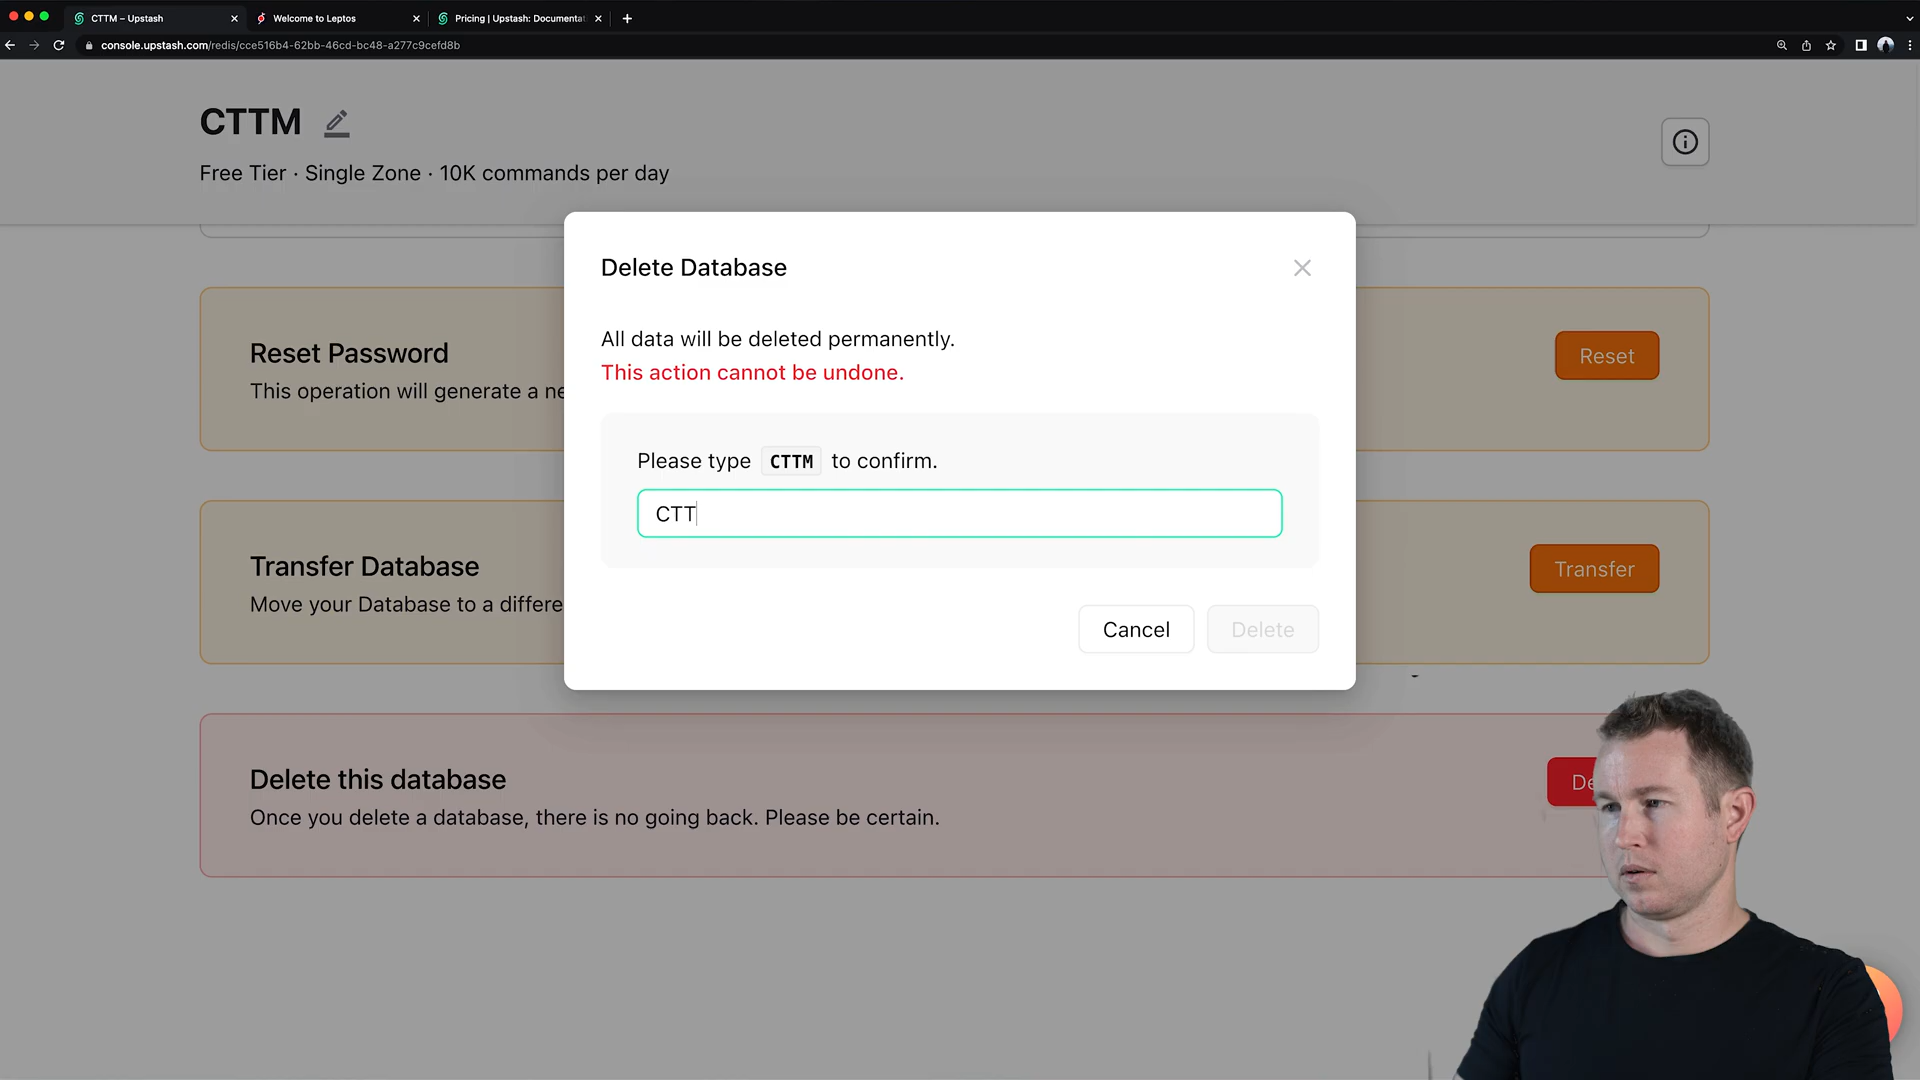 CTTM – Upstash
Welcome to Leptos
Pricing | Upstash: Documenta
console.upstash.com/redis/cce516b4-62bb-46cd-bc48-a277c9cefd8b
CTTM
Free Tier · Single Zone · 10K commands per day
Delete Database
All data will be deleted permanently.
This action cannot be undone.
Please type CTTM to confirm.
CTT
Cancel
Delete
Reset Password
This operation will generate a ne
Reset
Transfer Database
Move your Database to a differe
Transfer
Delete this database
Once you delete a database, there is no going back. Please be certain.
De